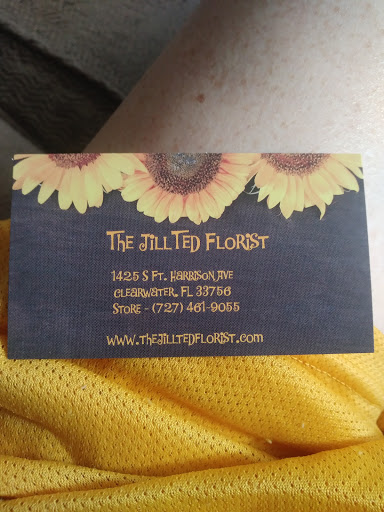 The JillTed Florist
1425 S Ft. Harrison Ave
Clearwater, FL 33756
Store - (727) 461-9055
www.theJillTedFlorist.com